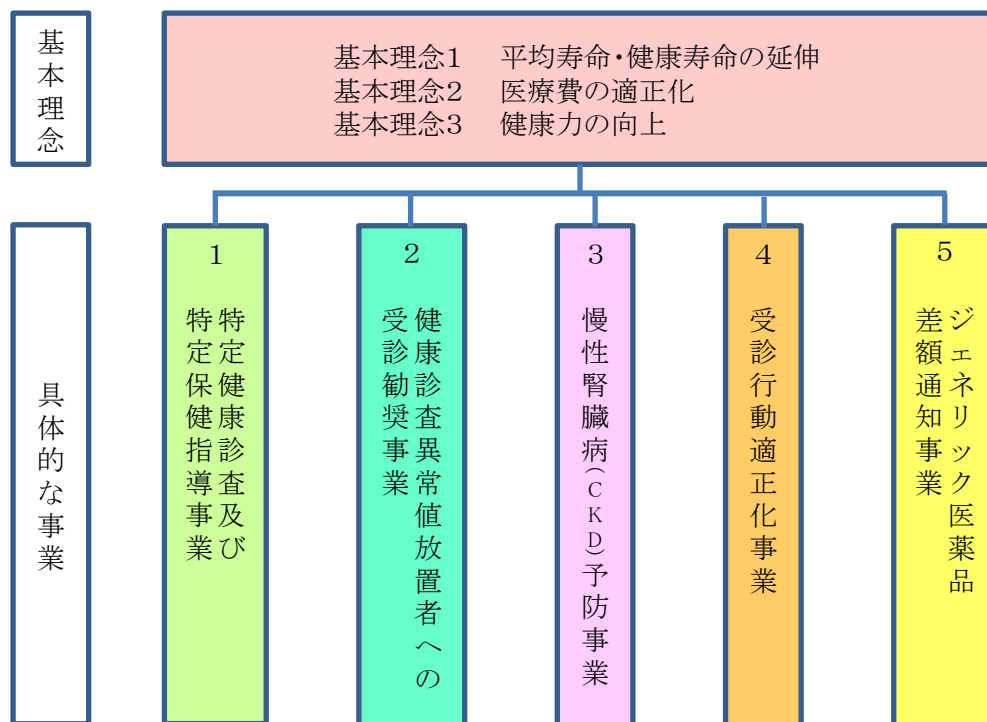 基本理念
基本理念1 平均寿命・健康寿命の延伸
基本理念2 医療費の適正化
基本理念3 健康力の向上
具体的な事業
1
特定健康診査及び
特定保健指導事業
2
健康診査異常値放置者への
受診勧奨事業
3
慢性腎臓病(CKD)予防事業
4
受診行動適正化事業
5
ジェネリック医薬品
差額通知事業